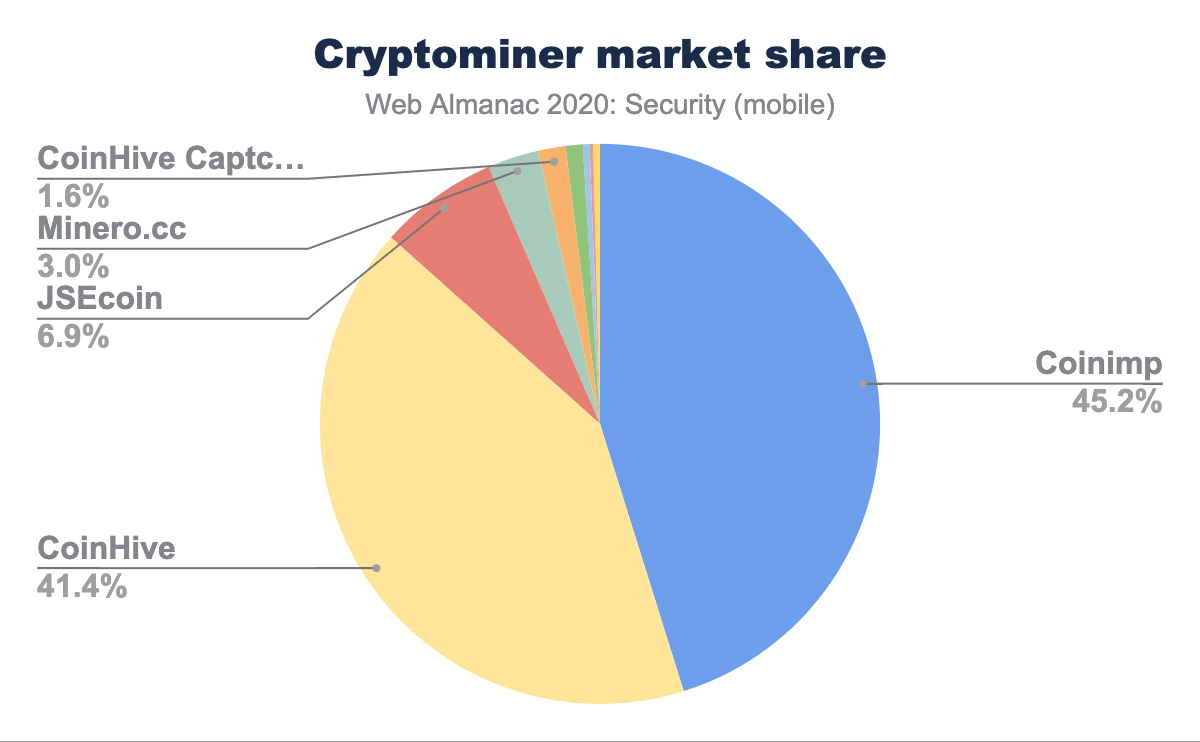 Cryptominer market share
Web Almanac 2020: Security (mobile)
CoinHive Captc...
1.6%
Minero.cc
3.0%
JSEcoin
6.9%
Coinimp
45.2%
CoinHive
41.4%